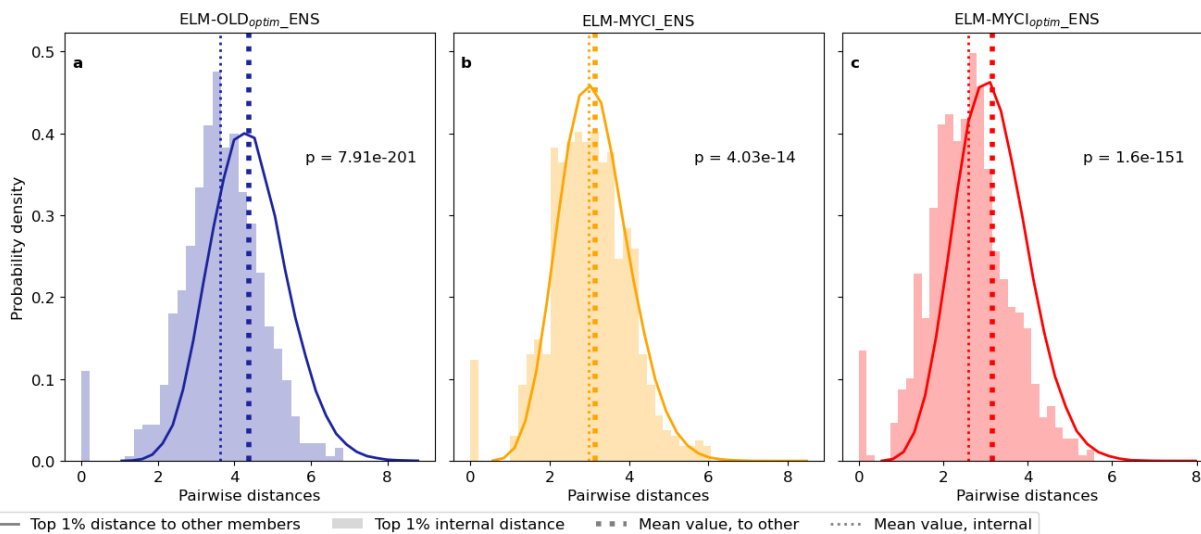 ELM-OLDoptim_ENS
ELM-MYCI_ENS
ELM-MYCIoptim_ENS
a
b
c
p = 7.91e-201
p = 4.03e-14
p = 1.6e-151
Probability density
0.5
0.4
0.3
0.2
0.1
0.0
0 2 4 6 8
0 2 4 6 8
0 2 4 6 8
Pairwise distances
Pairwise distances
Pairwise distances
Top 1% distance to other members
Top 1% internal distance
Mean value, to other
Mean value, internal